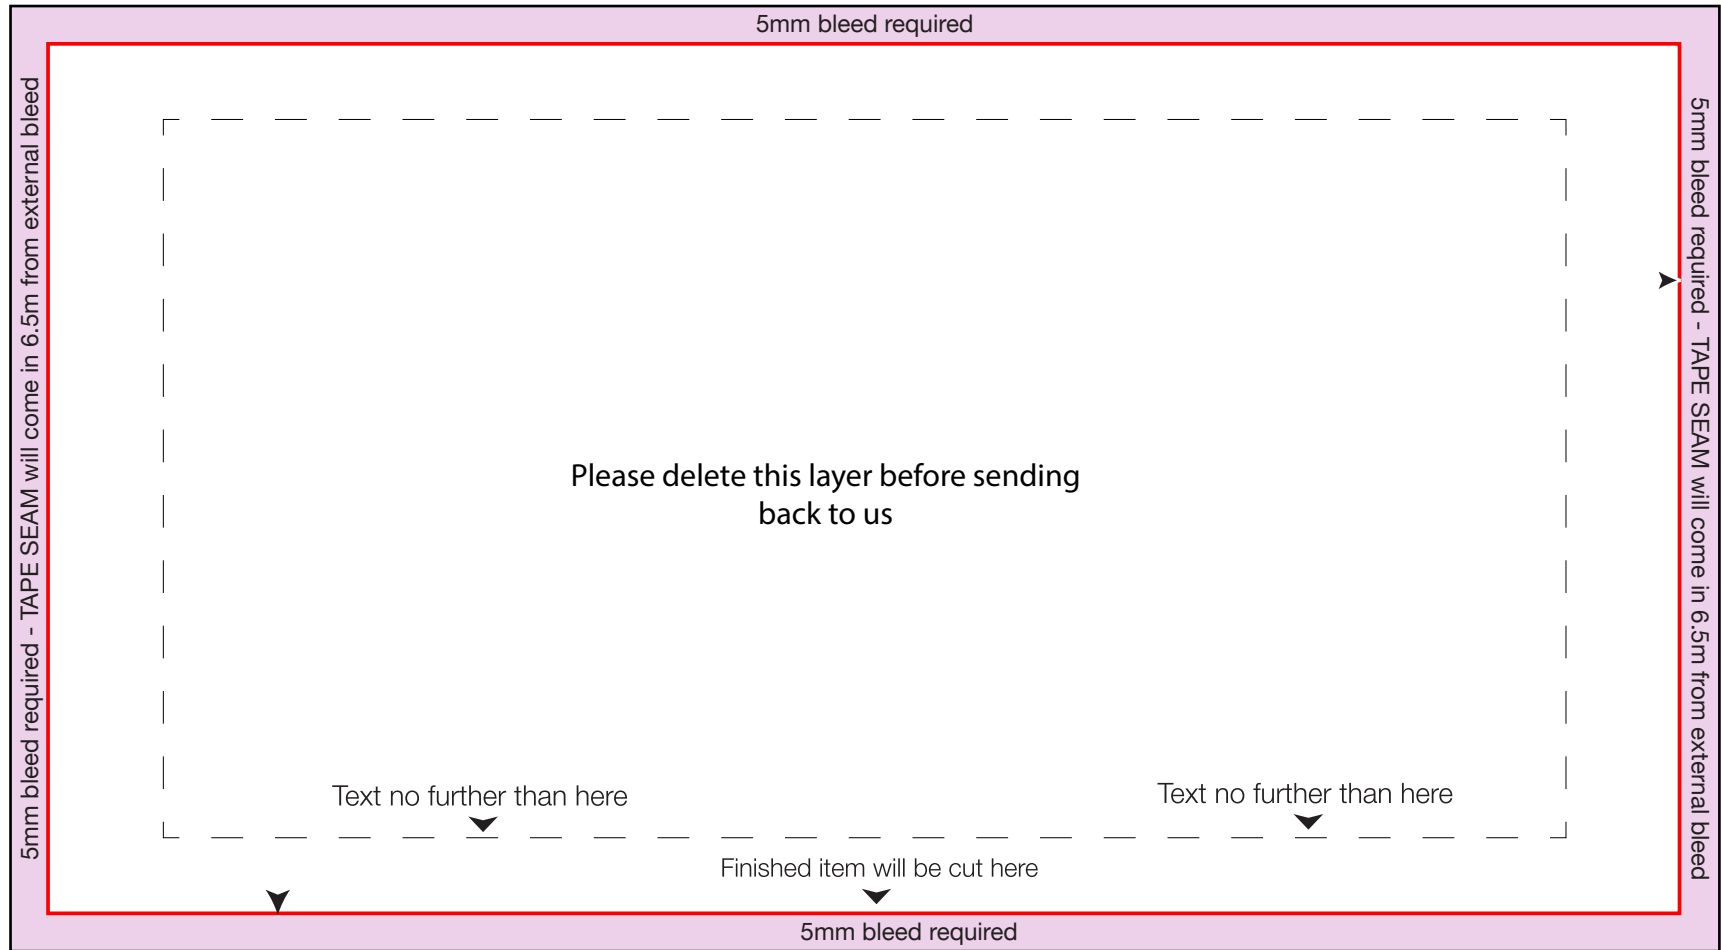 5mm bleed required
5mm bleed required - TAPE SEAM will come in 6.5m from external bleed
5mm bleed required - TAPE SEAM will come in 6.5m from external bleed
Please delete this layer before sending
back to us
Text no further than here
Text no further than here
Finished item will be cut here
5mm bleed required